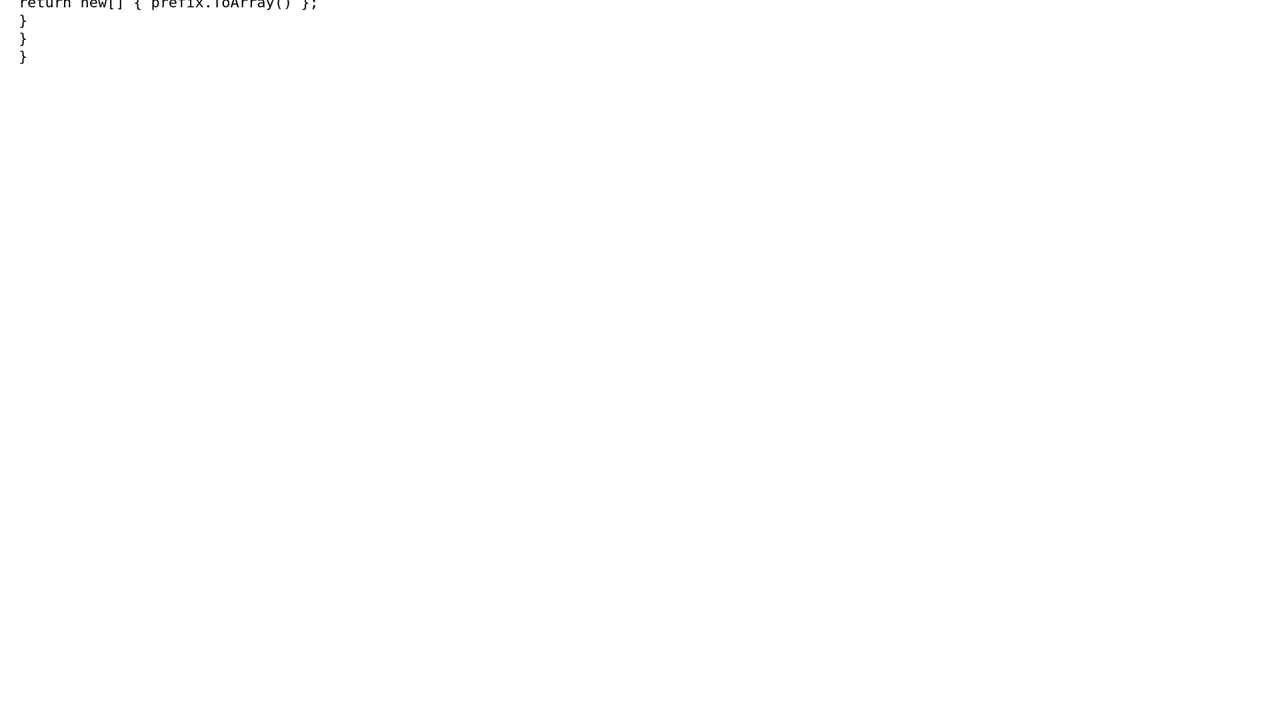 return new[] { prefix.ToArray() };
}
}
}